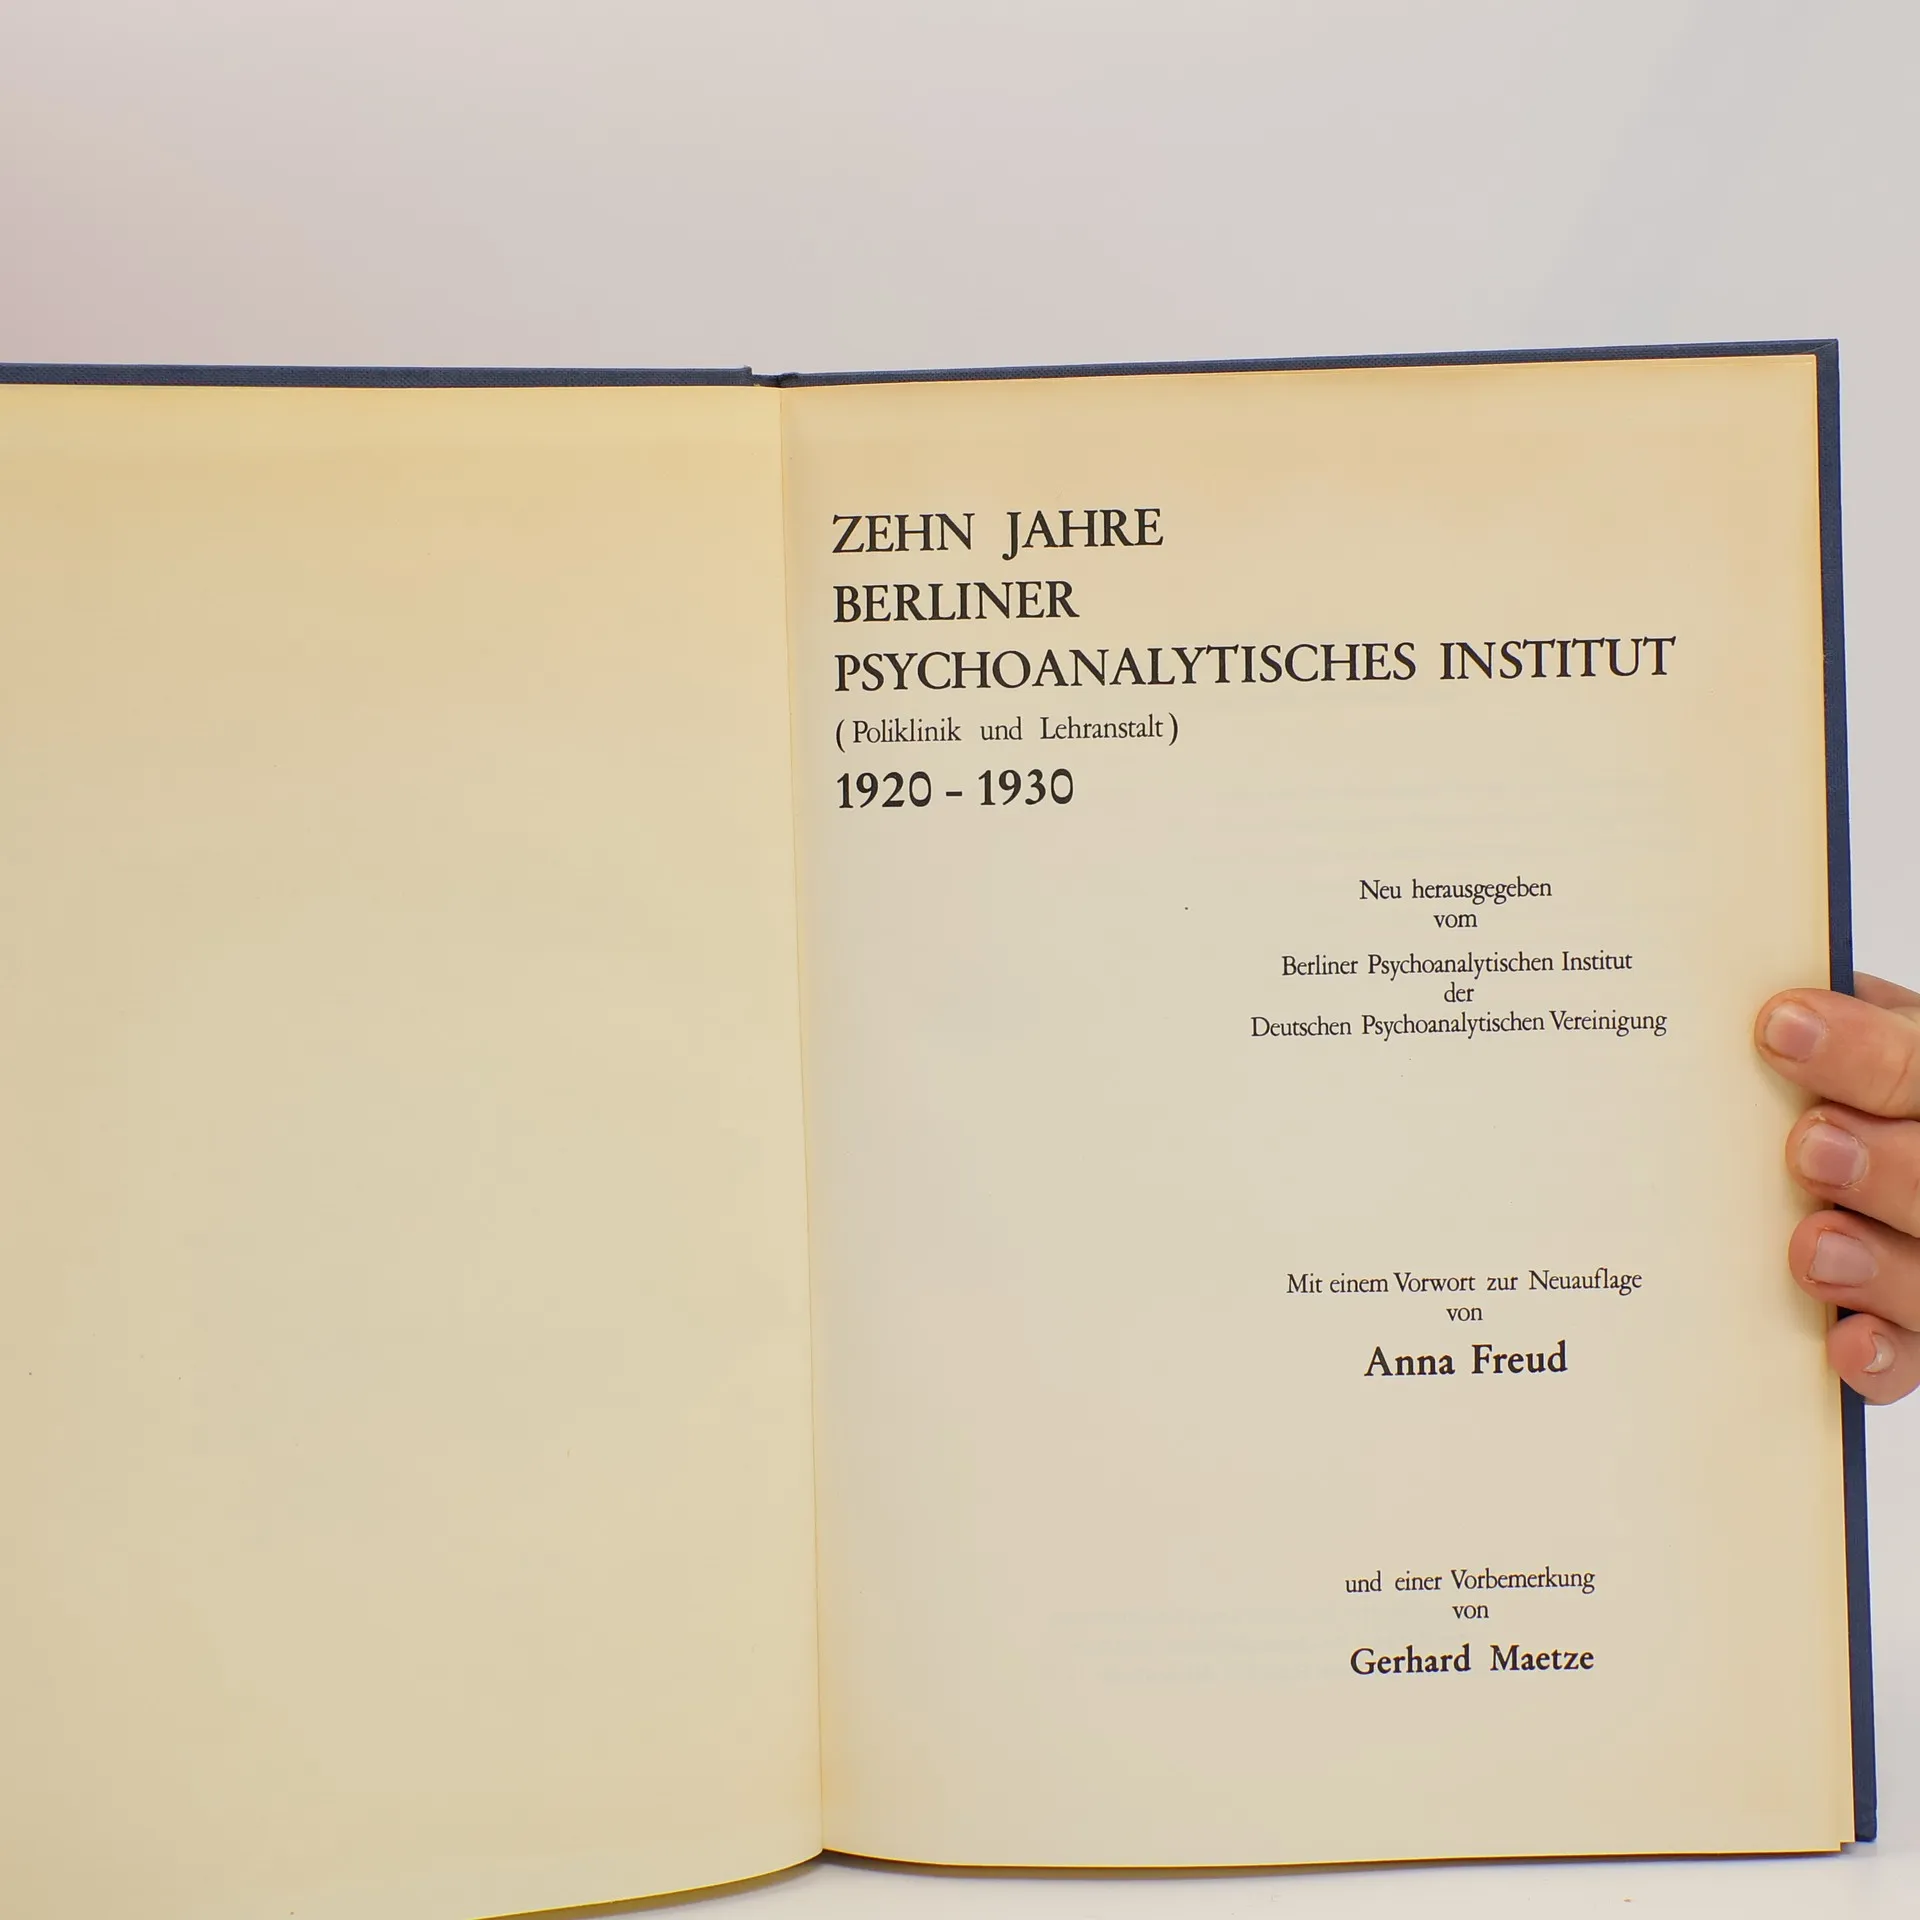 ZEHN JAHRE
BERLINER
PSYCHOANALYTISCHES INSTITUT
(Poliklinik und Lehranstalt)
1920 - 1930
Neu herausgegeben
vom
Berliner Psychoanalytischen Institut
der
Deutschen Psychoanalytischen Vereinigung
Mit einem Vorwort zur Neuauflage
von
Anna Freud
und einer Vorbemerkung
von
Gerhard Maetze